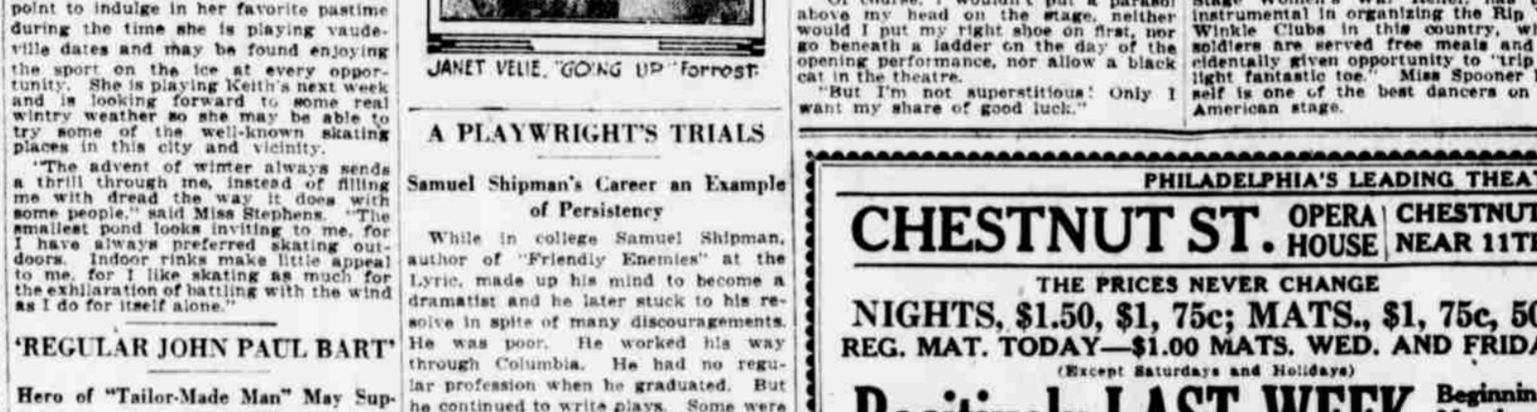 point to indulge in her favorite pastime
during the time she is playing vaude-
ville dates and may be found enjoying
the sport on the ice at every oppor-
tunity. She is playing Keith's next week
and is looking forward to some real
wintry weather so she may be able to
try some of the well-known skating
places in this city and vicinity.
"The advent of winter always sends
a thrill through me, instead of filling
me with dread the way it does with
some people," said Miss Stephens. "The
smallest pond looks inviting to me, for
I have always preferred skating out-
doors. Indoor rinks make little appeal
to me, for I like skating as much for
the exhilaration of battling with the wind
as I do for itself alone."
'REGULAR JOHN PAUL BART'
Hero of "Tailor-Made Man" May Sup-
JANET VELIE, "GOING UP" Forrest.
A PLAYWRIGHT'S TRIALS
Samuel Shipman's Career an Example
of Persistency
While in college Samuel Shipman,
author of "Friendly Enemies" at the
Lyric, made up his mind to become a
dramatist and he later stuck to his re-
solve in spite of many discouragements.
He was poor. He worked his way
through Columbia. He had no regu-
lar profession when he graduated. But
he continued to write plays. Some were
"Of course, I wouldn't put a parasol
above my head on the stage, neither
would I put my right shoe on first, nor
go beneath a ladder on the day of the
opening performance, nor allow a black
cat in the theatre.
"But I'm not superstitious! Only I
want my share of good luck."
instrumental in organizing the Rip
Winkle Clubs in this country,
soldiers are served free meals and
cidentally given opportunity to "trip
light fantastic toe." Miss Spooner
self is one of the best dancers on
American stage.
PHILADELPHIA'S LEADING THEA
CHESTNUT ST. OPERA HOUSE CHESTNUT NEAR 11TH
THE PRICES NEVER CHANGE
NIGHTS, $1.50, $1, 75c; MATS., $1, 75c, 50
REG. MAT. TODAY—$1.00 MATS. WED. AND FRIDA
(Except Saturdays and Holidays)
Positively LAST WEEK Beginnin